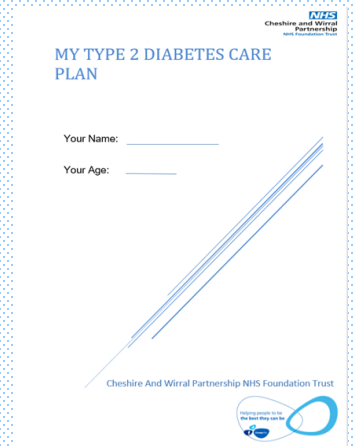 NHS
Cheshire and Wirral
Partnership
NHS Foundation Trust
MY TYPE 2 DIABETES CARE
PLAN
Your Name:
Your Age:
Cheshire And Wirral Partnership NHS Foundation Trust
Helping people to be
the best they can be